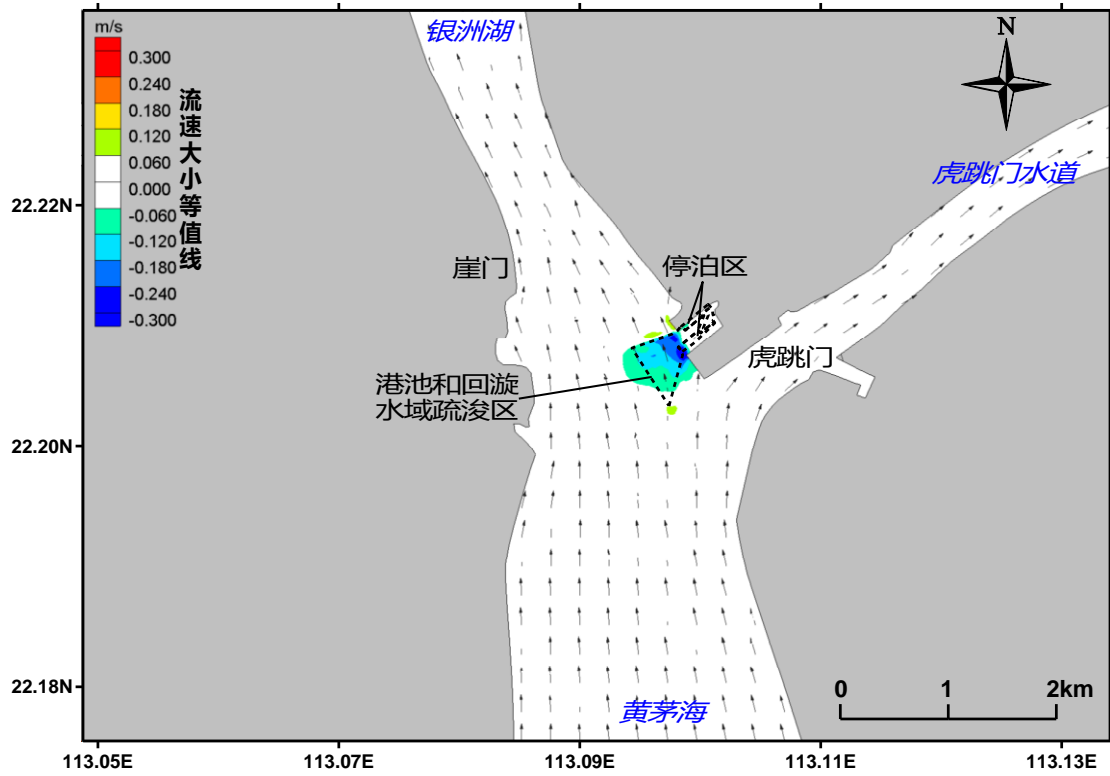 m/s
0.300
0.240
0.180
0.120
0.060
0.000
-0.060
-0.120
-0.180
-0.240
-0.300
流速大小等值线
银洲湖
N
虎跳门水道
22.22N
崖门
停泊区
虎跳门
港池和回漩
水域疏浚区
22.20N
22.18N
黄茅海
0 1 2km
113.05E 113.07E 113.09E 113.11E 113.13E